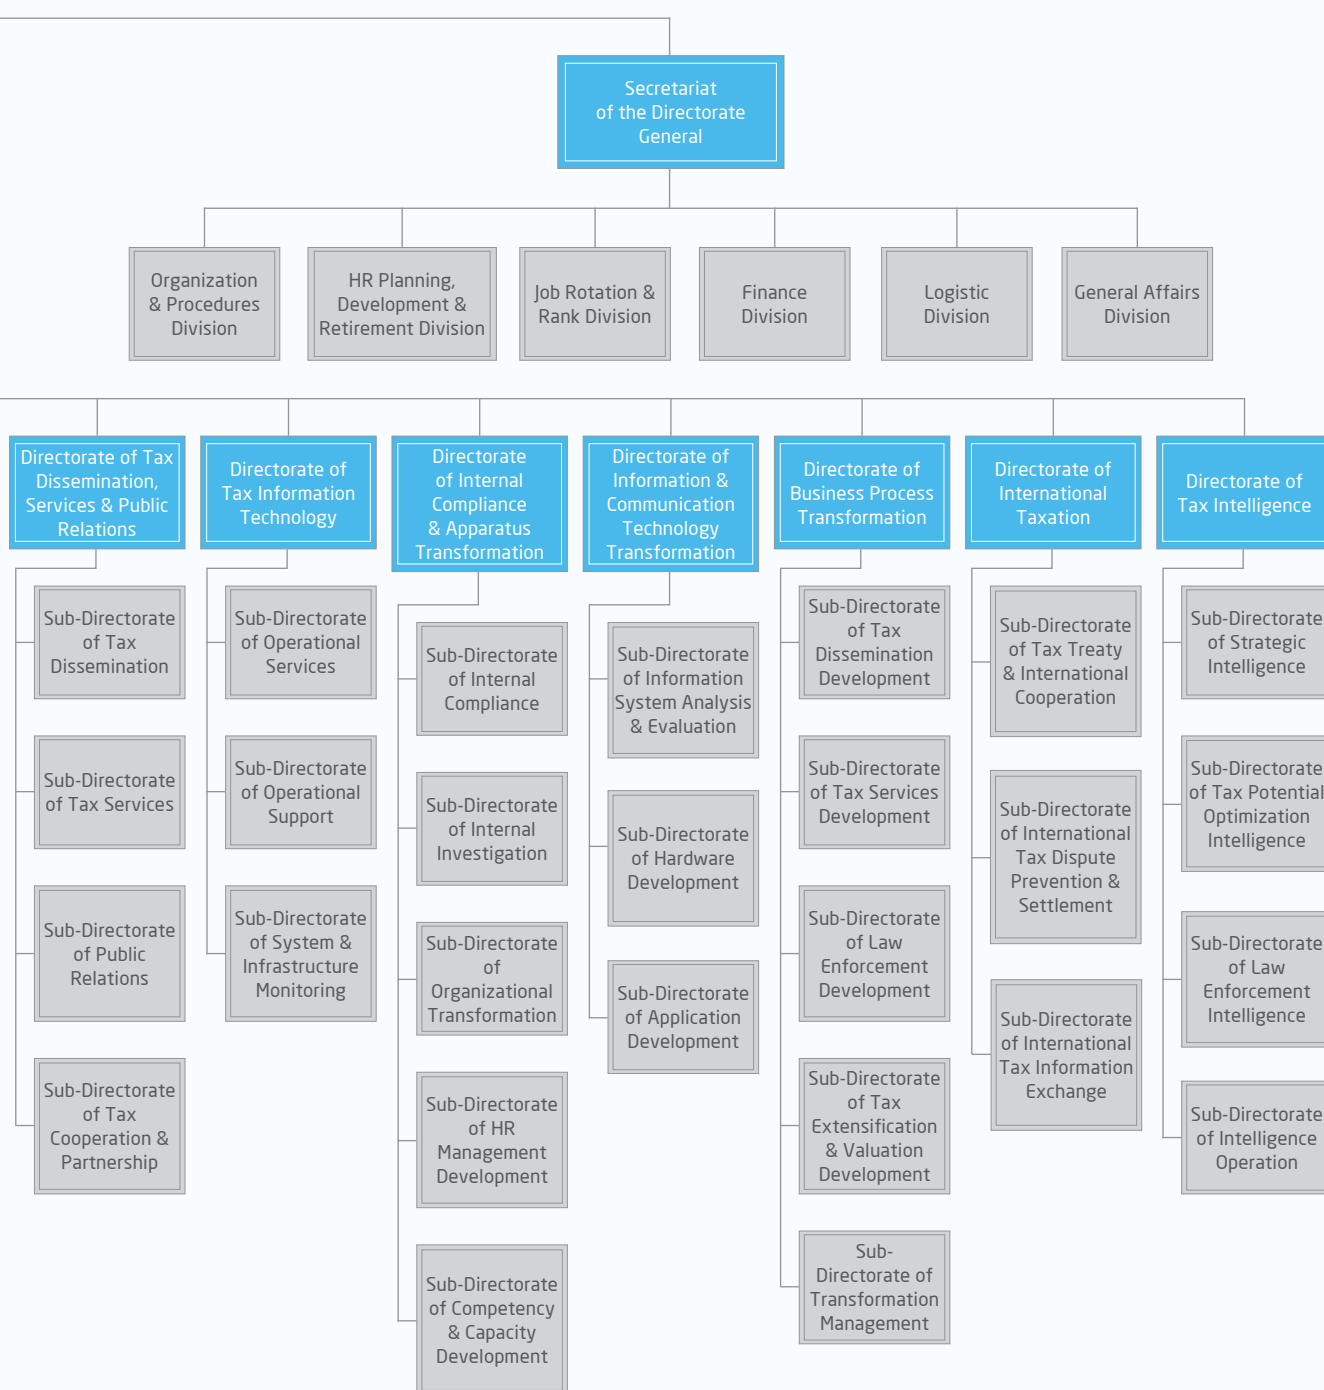 Secretariat
of the Directorate
General
Organization
& Procedures
Division
HR Planning,
Development &
Retirement Division
Job Rotation &
Rank Division
Finance
Division
Logistic
Division
General Affairs
Division
Directorate of Tax
Dissemination,
Services & Public
Relations
Sub-Directorate
of Tax
Dissemination
Sub-Directorate
of Tax Services
Sub-Directorate
of Public
Relations
Sub-Directorate
of Tax
Cooperation &
Partnership
Directorate of
Tax Information
Technology
Sub-Directorate
of Operational
Services
Sub-Directorate
of Operational
Support
Sub-Directorate
of System &
Infrastructure
Monitoring
Directorate
of Internal
Compliance
& Apparatus
Transformation
Sub-Directorate
of Internal
Compliance
Sub-Directorate
of Internal
Investigation
Sub-Directorate
of
Organizational
Transformation
Sub-Directorate
of HR
Management
Development
Sub-Directorate
of Competency
& Capacity
Development
Directorate of
Information &
Communication
Technology
Transformation
Sub-Directorate
of Information
System Analysis
& Evaluation
Sub-Directorate
of Hardware
Development
Sub-Directorate
of Application
Development
Directorate of
Business Process
Transformation
Sub-Directorate
of Tax
Dissemination
Development
Sub-Directorate
of Tax Services
Development
Sub-Directorate
of Law
Enforcement
Development
Sub-Directorate
of Tax
Extensification
& Valuation
Development
Sub-
Directorate of
Transformation
Management
Directorate of
International
Taxation
Sub-Directorate
of Tax Treaty
& International
Cooperation
Sub-Directorate
of International
Tax Dispute
Prevention &
Settlement
Sub-Directorate
of International
Tax Information
Exchange
Directorate of
Tax Intelligence
Sub-Directorate
of Strategic
Intelligence
Sub-Directorate
of Tax Potential
Optimization
Intelligence
Sub-Directorate
of Law
Enforcement
Intelligence
Sub-Directorate
of Intelligence
Operation